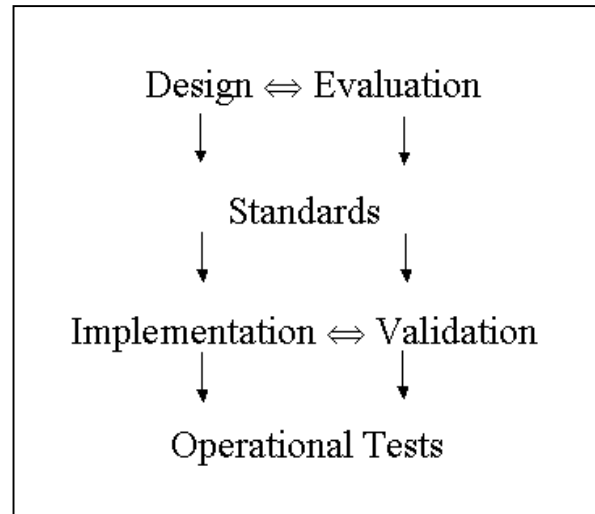 Design ⇔ Evaluation
Standards
Implementation ⇔ Validation
Operational Tests